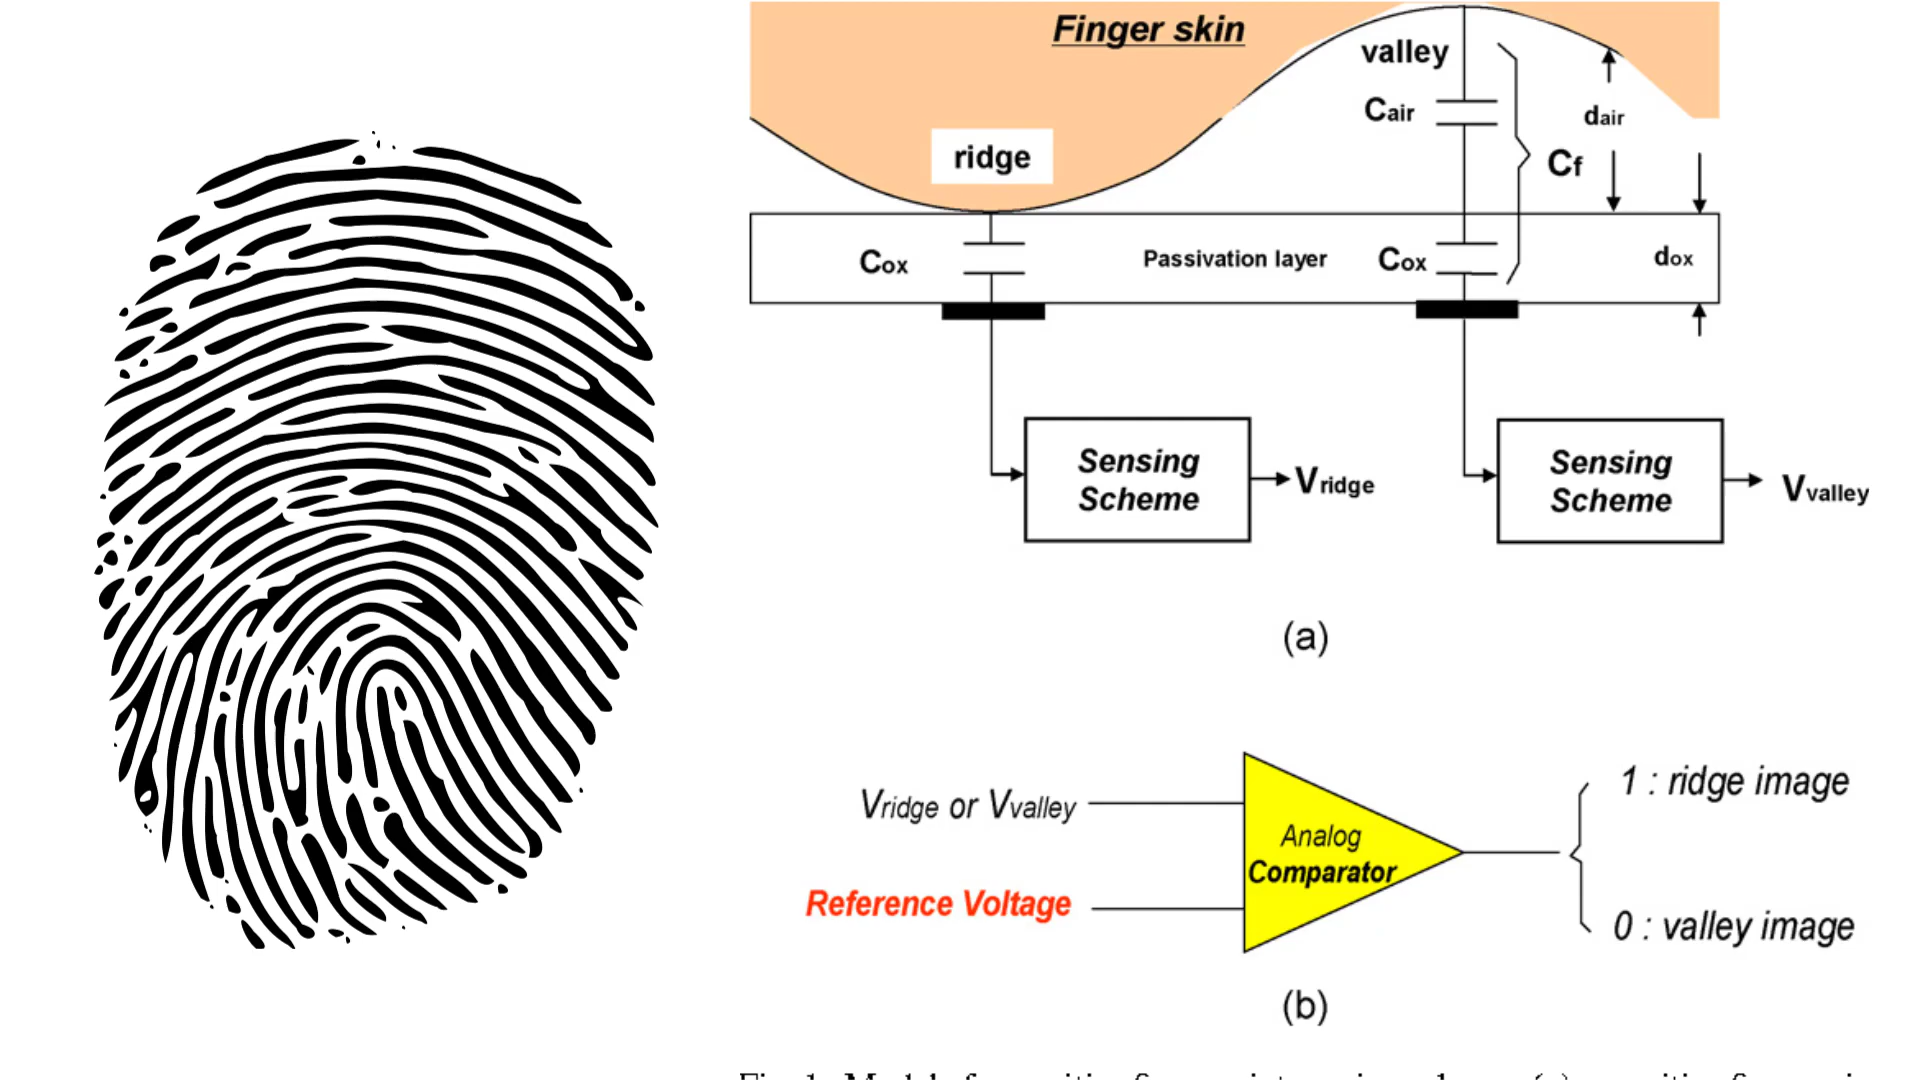 Finger skin
valley
Cair
dair
ridge
Cf
Cox
Passivation layer
Cox
dox
Sensing
Scheme
Vridge
Sensing
Scheme
Vvalley
(a)
Vridge or Vvalley
Reference Voltage
Analog
Comparator
1 : ridge image
0 : valley image
(b)